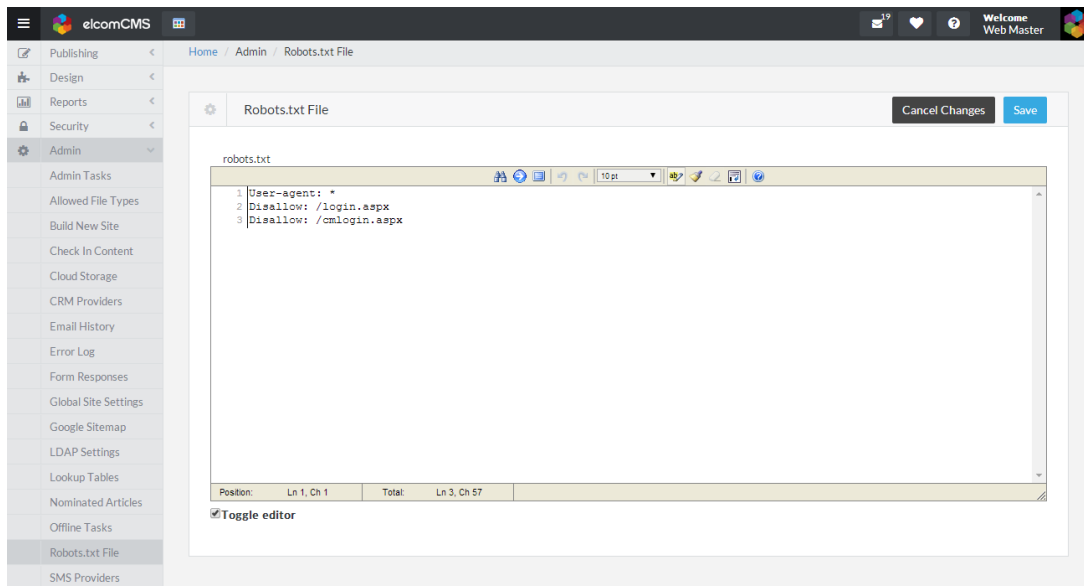 elcomCMS
19
Welcome
Web Master
Publishing
Design
Reports
Security
Admin
Admin Tasks
Allowed File Types
Build New Site
Check In Content
Cloud Storage
CRM Providers
Email History
Error Log
Form Responses
Global Site Settings
Google Sitemap
LDAP Settings
Lookup Tables
Nominated Articles
Offline Tasks
Robots.txt File
SMS Providers
Home / Admin / Robots.txt File
Robots.txt File
Cancel Changes
Save
robots.txt
10 pt
1 User-agent: *
2 Disallow: /login.aspx
3 Disallow: /cmlogin.aspx
Position: Ln 1, Ch 1 Total: Ln 3, Ch 57
Toggle editor